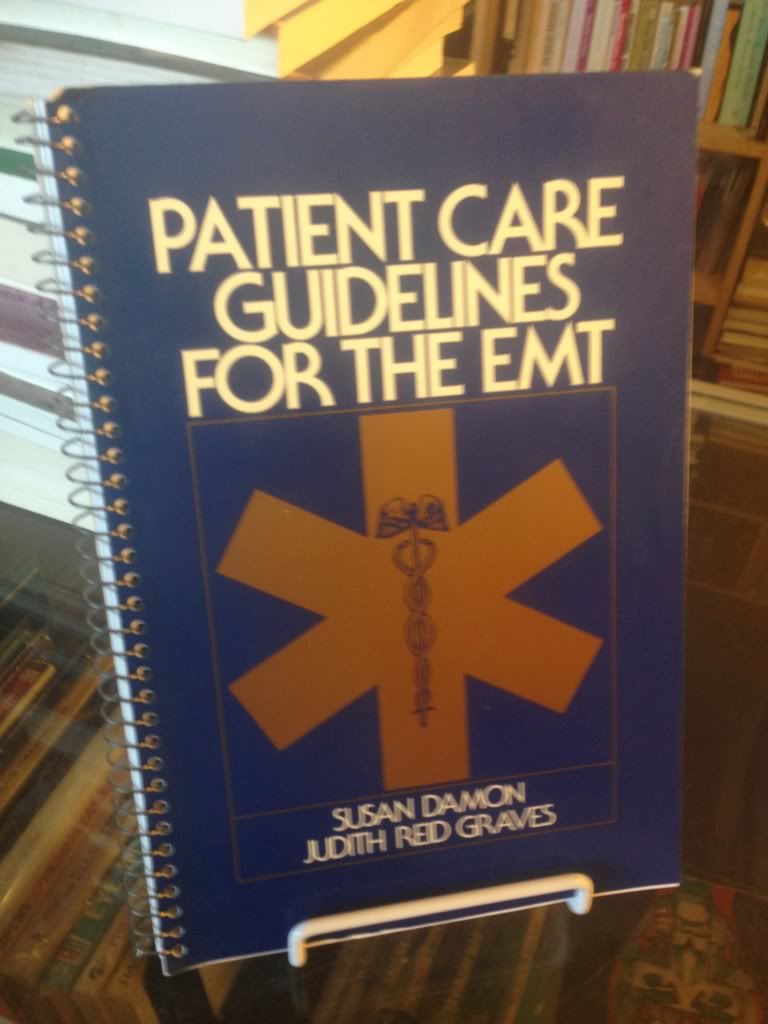 PATIENT CARE
GUIDELINES
FOR THE EMT
SUSAN DAMON
JUDITH REID GRAVES